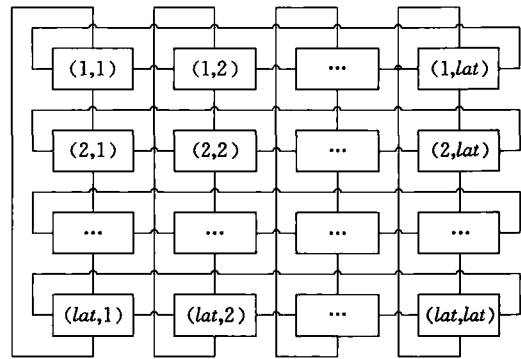 (1,1) (1,2) ... (1,lat)
(2,1) (2,2) ... (2,lat)
... ... ... ...
(lat,1) (lat,2) ... (lat,lat)